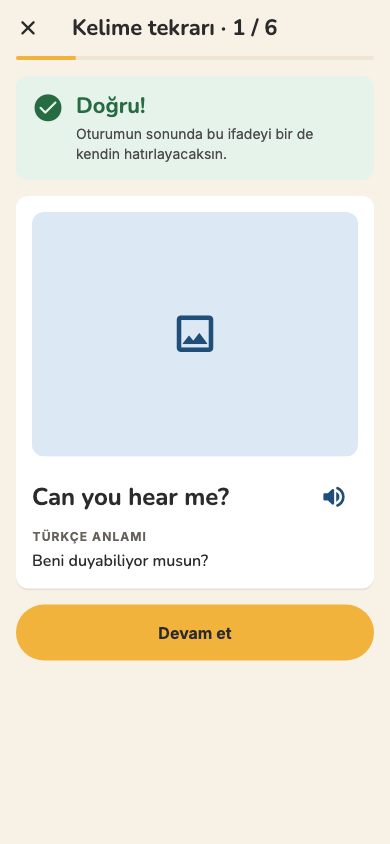 Kelime tekrarı · 1 / 6
Doğru!
Oturumun sonunda bu ifadeyi bir de
kendin hatırlayacaksın.
Can you hear me?
TÜRKÇE ANLAMI
Beni duyabiliyor musun?
Devam et